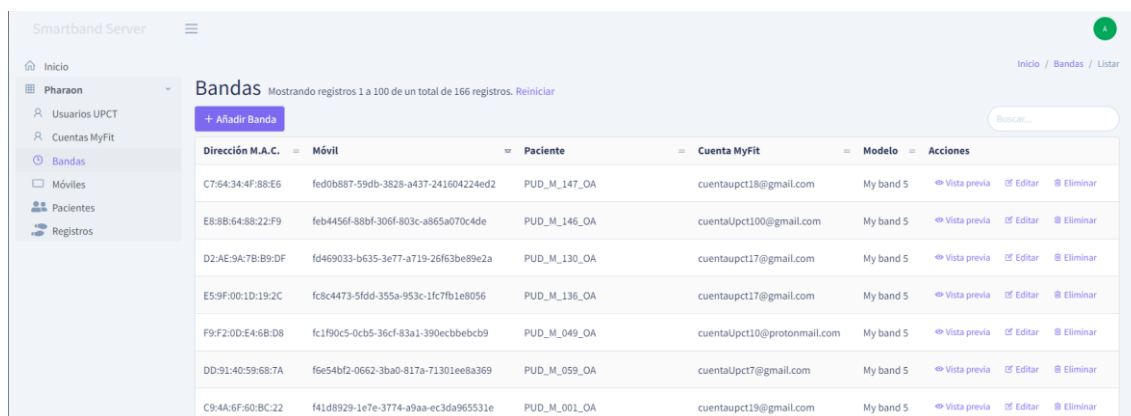 Smartband Server
A
Inicio
Inicio / Bandas / Listar
Pharaon
Usuarios UPCT
Cuentas MyFit
Bandas
Móviles
Pacientes
Registros
Bandas Mostrando registros 1 a 100 de un total de 166 registros. Reiniciar
+ Añadir Banda
Buscar...
Dirección M.A.C. Móvil Paciente Cuenta MyFit Modelo Acciones
C7:64:34:4F:88:E6 fed0b887-59db-3828-a437-241604224ed2 PUD_M_147_OA cuentaupct18@gmail.com My band 5 Vista previa Editar Eliminar
E8:8B:64:88:22:F9 feb4456f-88bf-306f-803c-a865a070c4de PUD_M_146_OA cuentaUpct100@gmail.com My band 5 Vista previa Editar Eliminar
D2:AE:9A:7B:B9:DF fd469033-b635-3e77-a719-26f63be89e2a PUD_M_130_OA cuentaupct17@gmail.com My band 5 Vista previa Editar Eliminar
E5:9F:00:1D:19:2C fc8c4473-5fdd-355a-953c-1fc7fb1e8056 PUD_M_136_OA cuentaupct17@gmail.com My band 5 Vista previa Editar Eliminar
F9:F2:0D:E4:6B:D8 fc1f90c5-0cb5-36cf-83a1-390ecbbebcb9 PUD_M_049_OA cuentaUpct10@protonmail.com My band 5 Vista previa Editar Eliminar
DD:91:40:59:68:7A f6e54bf2-0662-3ba0-817a-71301ee8a369 PUD_M_059_OA cuentaUpct7@gmail.com My band 5 Vista previa Editar Eliminar
C9:4A:6F:60:BC:22 f41d8929-1e7e-3774-a9aa-ec3da965531e PUD_M_001_OA cuentaupct19@gmail.com My band 5 Vista previa Editar Eliminar